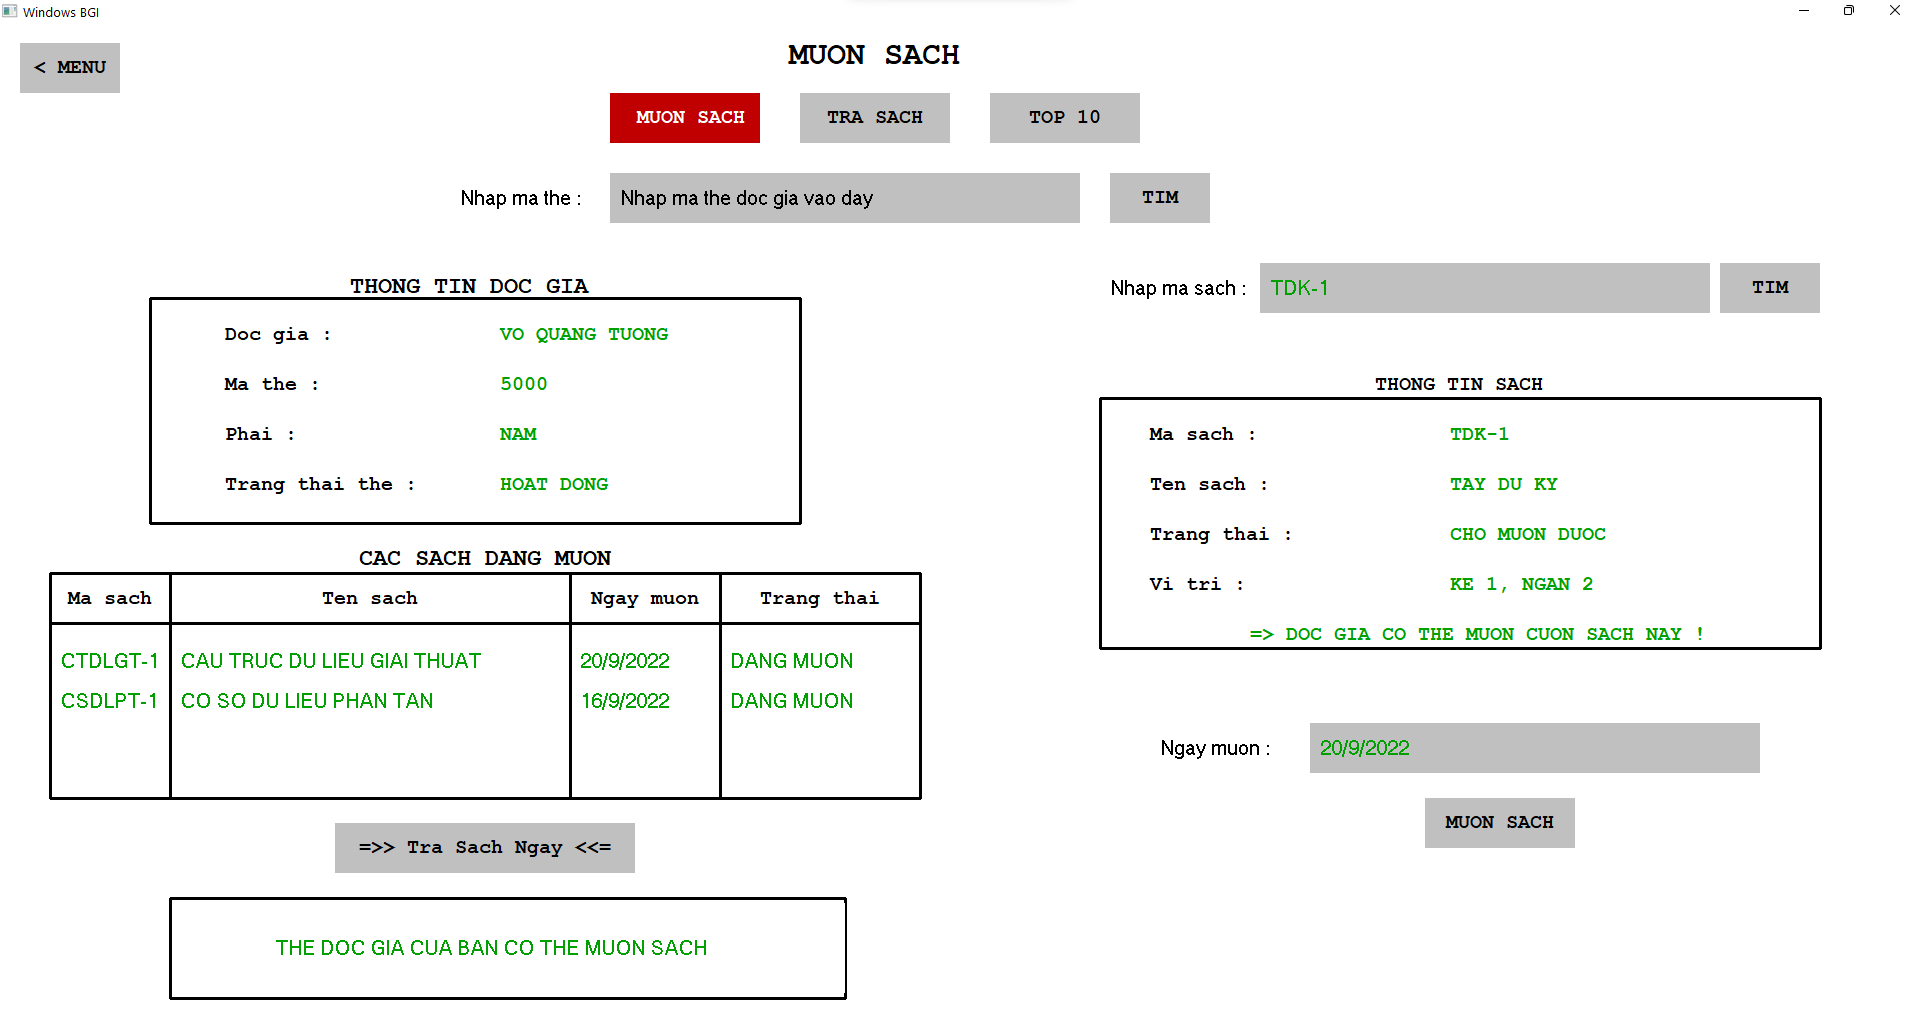 Windows BGI
< MENU
MUON SACH
MUON SACH
TRA SACH
TOP 10
Nhap ma the :
Nhap ma the doc gia vao day
TIM
THONG TIN DOC GIA
Doc gia : VO QUANG TUONG
Ma the : 5000
Phai : NAM
Trang thai the : HOAT DONG
CAC SACH DANG MUON
Ma sach Ten sach Ngay muon Trang thai
CTDLGT-1 CAU TRUC DU LIEU GIAI THUAT 20/9/2022 DANG MUON
CSDLPT-1 CO SO DU LIEU PHAN TAN 16/9/2022 DANG MUON
=>> Tra Sach Ngay <<=
THE DOC GIA CUA BAN CO THE MUON SACH
Nhap ma sach : TDK-1
TIM
THONG TIN SACH
Ma sach : TDK-1
Ten sach : TAY DU KY
Trang thai : CHO MUON DUOC
Vi tri : KE 1, NGAN 2
=> DOC GIA CO THE MUON CUON SACH NAY !
Ngay muon : 20/9/2022
MUON SACH